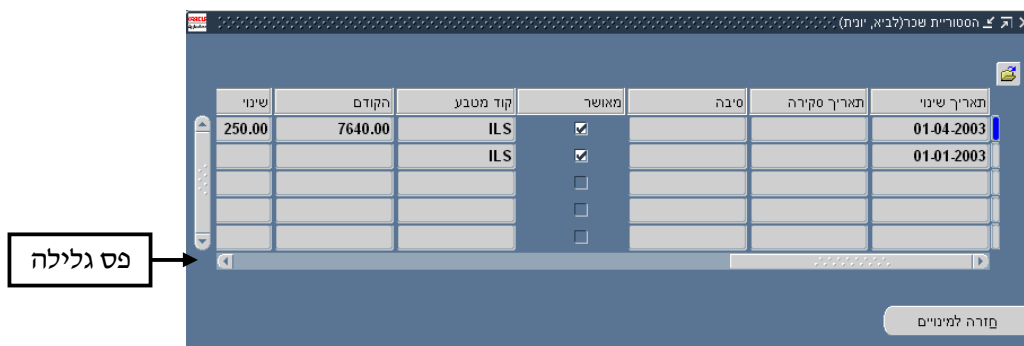 הסטוריית שכר(לביא, יונית)
תאריך שינוי תאריך סקירה סיבה מאושר קוד מטבע הקודם שינוי
01-04-2003 ILS 7640.00 250.00
01-01-2003 ILS
פס גלילה
חזרה למינויים